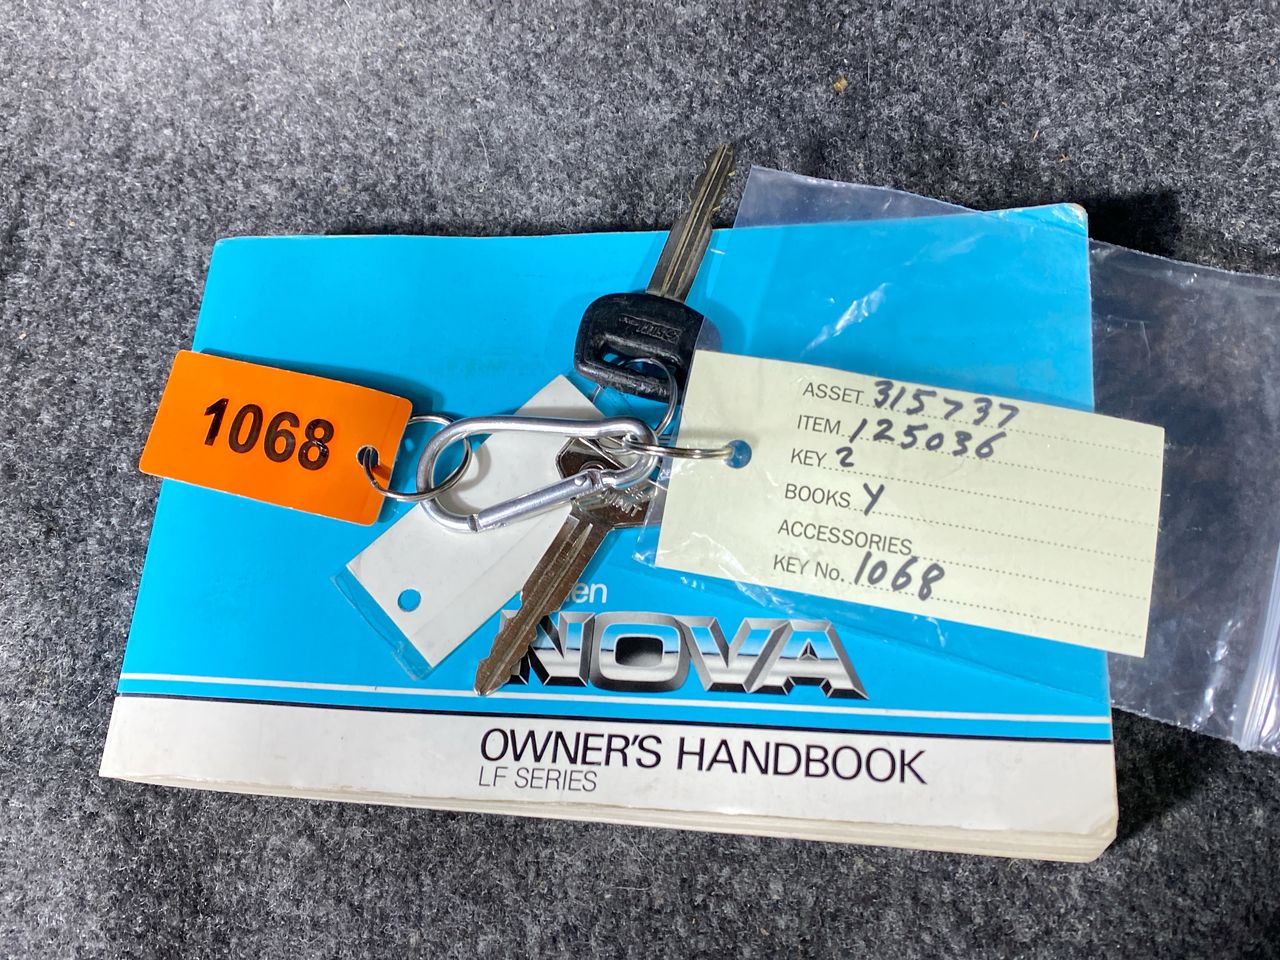 1068
ASSET 315737
ITEM 125036
KEY 2
BOOKS Y
ACCESSORIES
KEY No. 1068
NOVA
OWNER'S HANDBOOK
LF SERIES